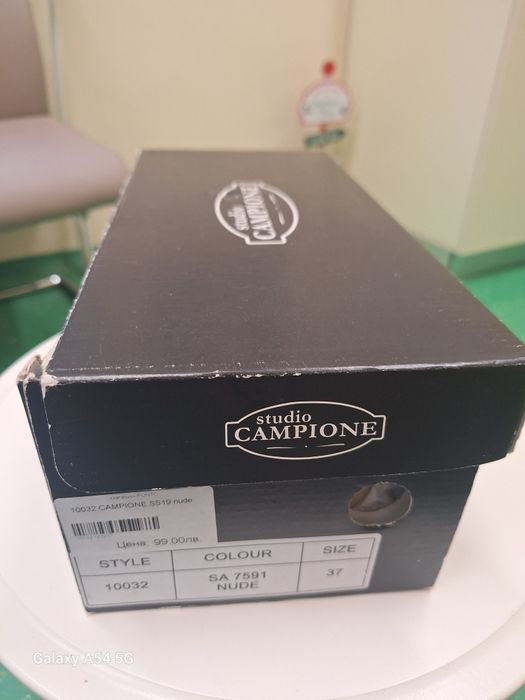 studio
CAMPIONE
studio
CAMPIONE
PUNTO
10032 CAMPIONE SS19 nude
Цена: 99.00лв.
STYLE COLOUR SIZE
10032 SA 7591 NUDE 37
Galaxy A54 5G